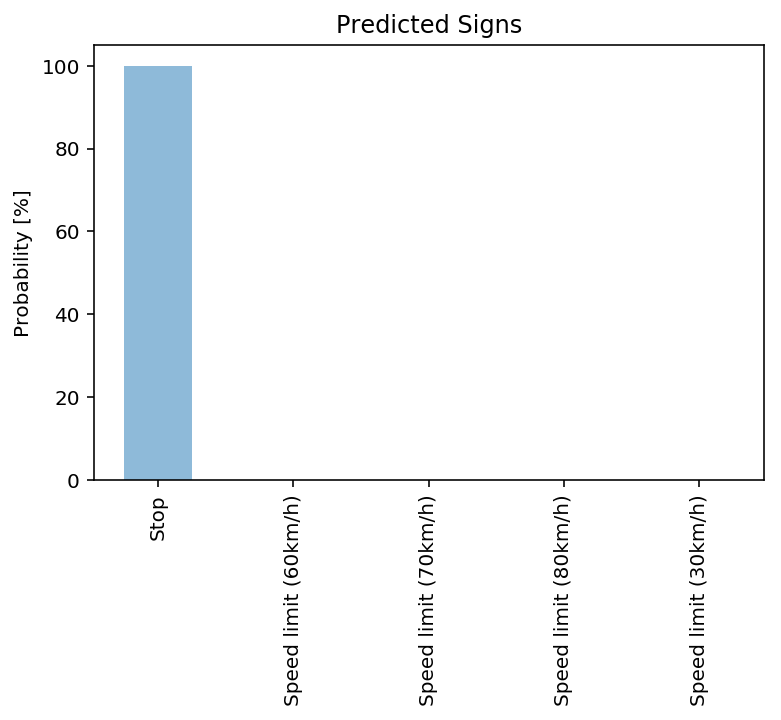 Predicted Signs
Probability [%]
100
80
60
40
20
0
Stop
Speed limit (60km/h)
Speed limit (70km/h)
Speed limit (80km/h)
Speed limit (30km/h)